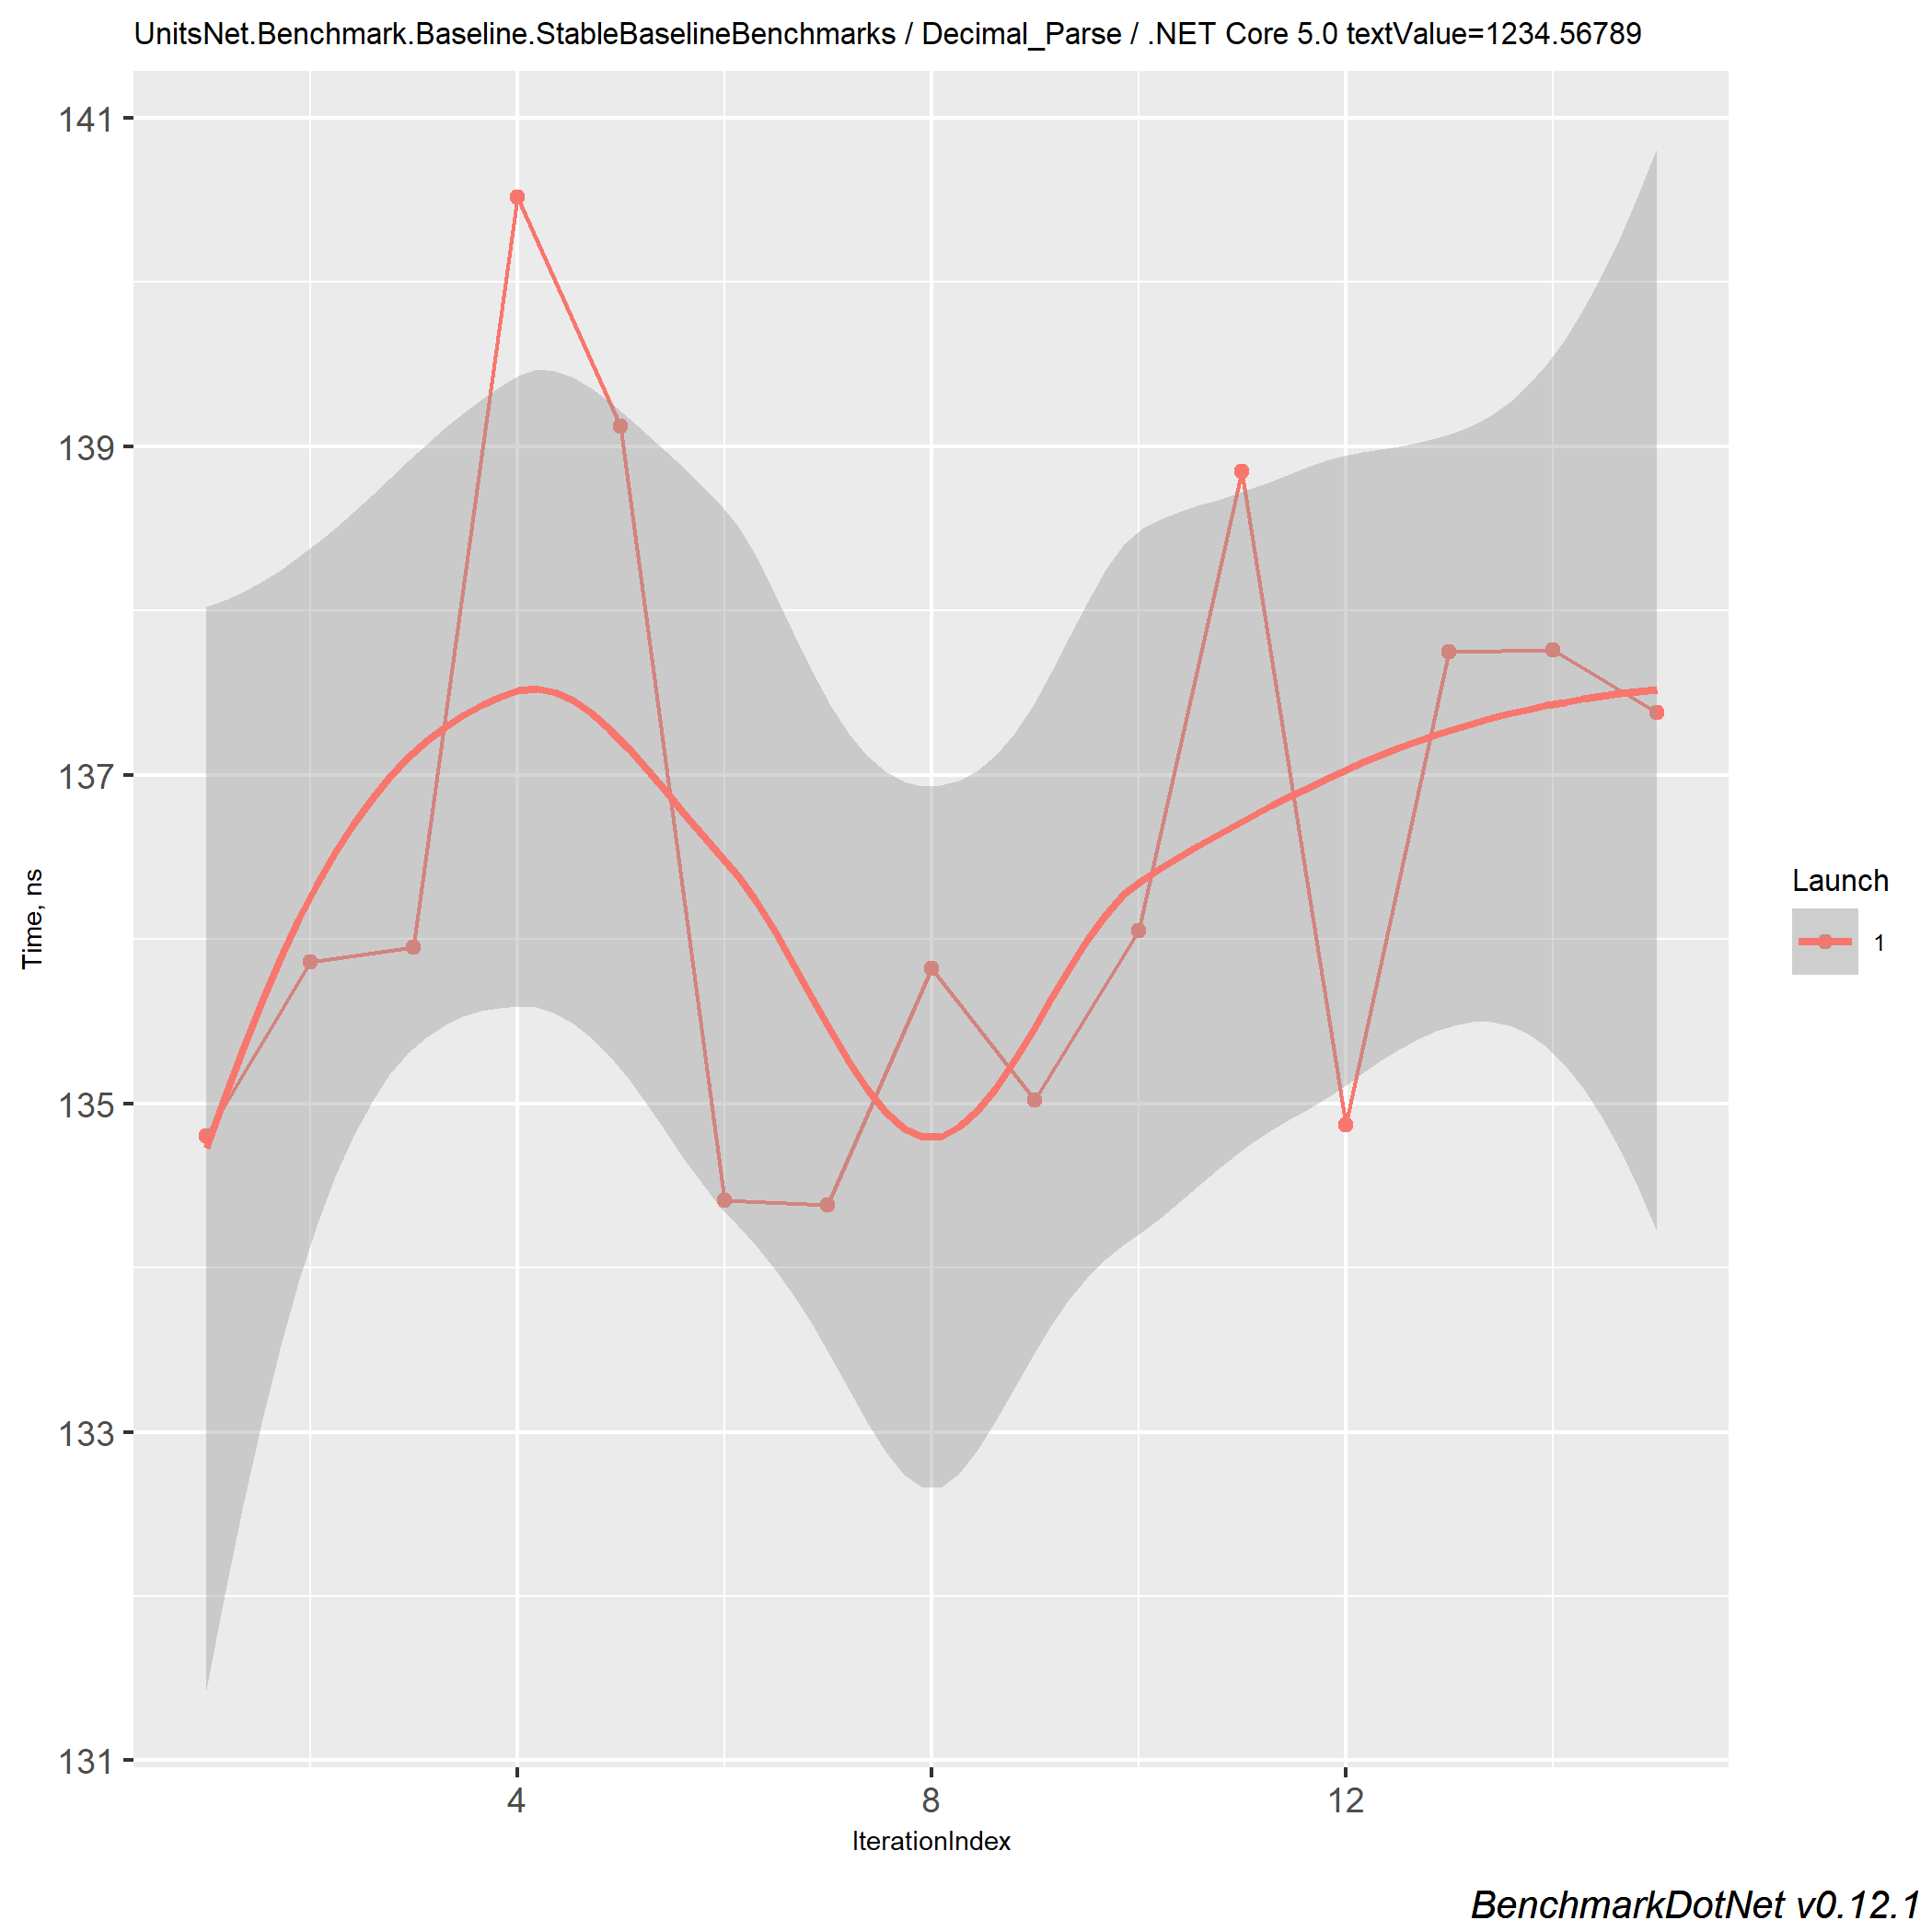 UnitsNet.Benchmark.Baseline.StableBaselineBenchmarks / Decimal_Parse / .NET Core 5.0 textValue=1234.56789
141
139
137
135
133
131
Time, ns
4 8 12
IterationIndex
Launch
1
BenchmarkDotNet v0.12.1